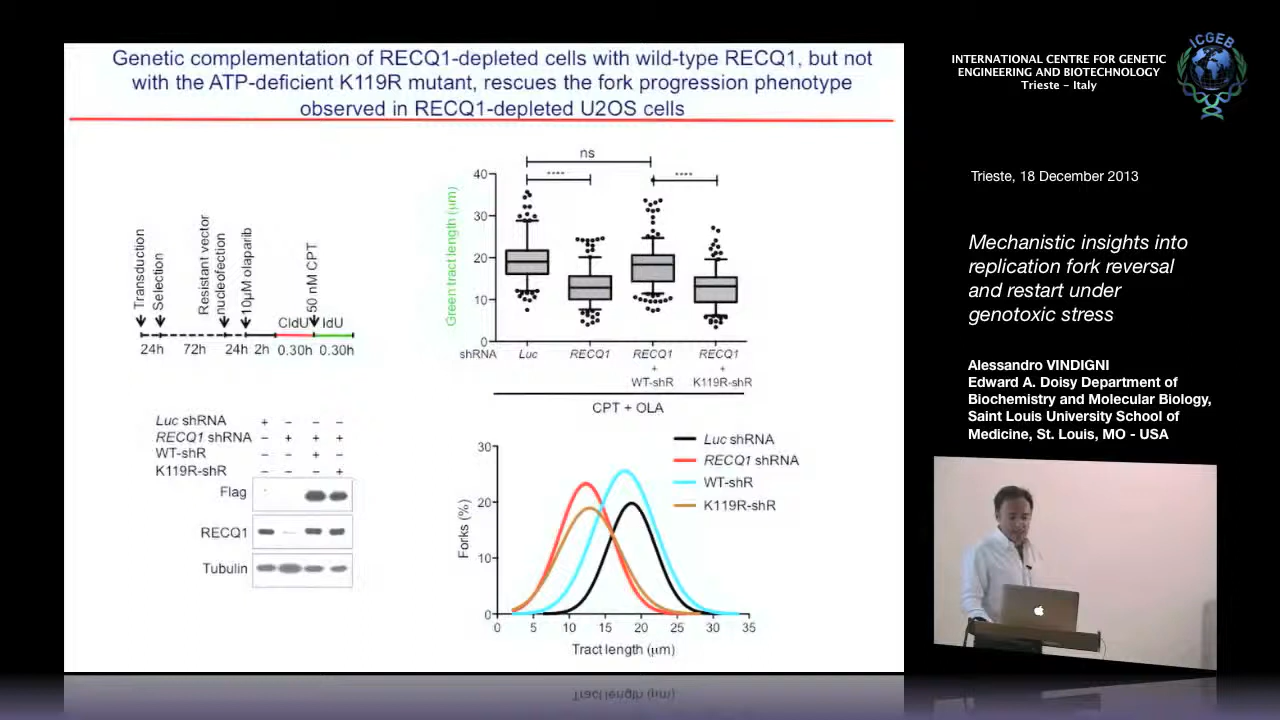 Genetic complementation of RECQ1-depleted cells with wild-type RECQ1, but not
with the ATP-deficient K119R mutant, rescues the fork progression phenotype
observed in RECQ1-depleted U2OS cells
Transduction
Selection
Resistant vector
nucleofection
10μM olaparib
50 nM CPT
CldU IdU
24h 72h 24h 2h 0.30h 0.30h
ns
**** ****
Green tract length (μm)
40
30
20
10
0
shRNA Luc RECQ1 RECQ1 RECQ1
+ +
WT-shR K119R-shR
CPT + OLA
Luc shRNA + – – –
RECQ1 shRNA – + + +
WT-shR – – + –
K119R-shR – – – +
Flag
RECQ1
Tubulin
Forks (%)
30
20
10
0
0 5 10 15 20 25 30 35
Tract length (μm)
Luc shRNA
RECQ1 shRNA
WT-shR
K119R-shR
INTERNATIONAL CENTRE FOR GENETIC
ENGINEERING AND BIOTECHNOLOGY
Trieste - Italy
ICGEB
Trieste, 18 December 2013
Mechanistic insights into
replication fork reversal
and restart under
genotoxic stress
Alessandro VINDIGNI
Edward A. Doisy Department of
Biochemistry and Molecular Biology,
Saint Louis University School of
Medicine, St. Louis, MO - USA